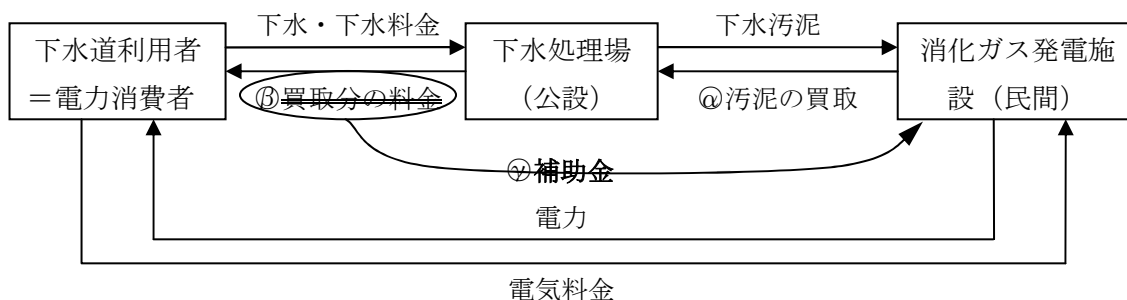 下水・下水料金
下水汚泥
下水道利用者
＝電力消費者
下水処理場
（公設）
消化ガス発電施
設（民間）
Ⓑ買取分の料金
ⓐ汚泥の買取
ⓨ補助金
電力
電気料金